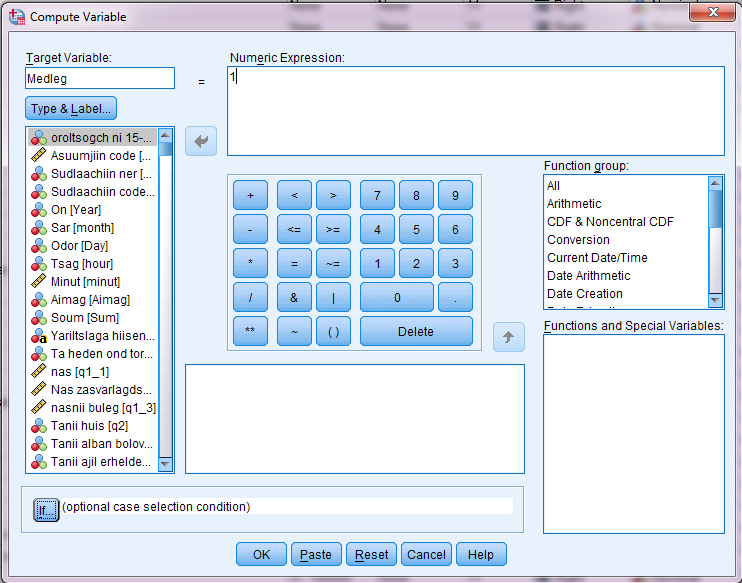 Compute Variable
Target Variable:
Medleg
=
Numeric Expression:
1
Type & Label...
oroltsogch ni 15-...
Asuumjiin code [...
Sudlaachiin ner [...
Sudlaachiin code...
On [Year]
Sar [month]
Odor [Day]
Tsag [hour]
Minut [minut]
Aimag [Aimag]
Soum [Sum]
Yariltslaga hiisen...
Ta heden ond tor...
nas [q1_1]
Nas zasvarlagds...
nasnii buleg [q1_3]
Tanii huis [q2]
Tanii alban bolov...
Tanii ajil erhelde...
+ < > 7 8 9
- <= >= 4 5 6
* = ~= 1 2 3
/ & | 0 .
** ~ ( ) Delete
Function group:
All
Arithmetic
CDF & Noncentral CDF
Conversion
Current Date/Time
Date Arithmetic
Date Creation
Functions and Special Variables:
If... (optional case selection condition)
OK Paste Reset Cancel Help